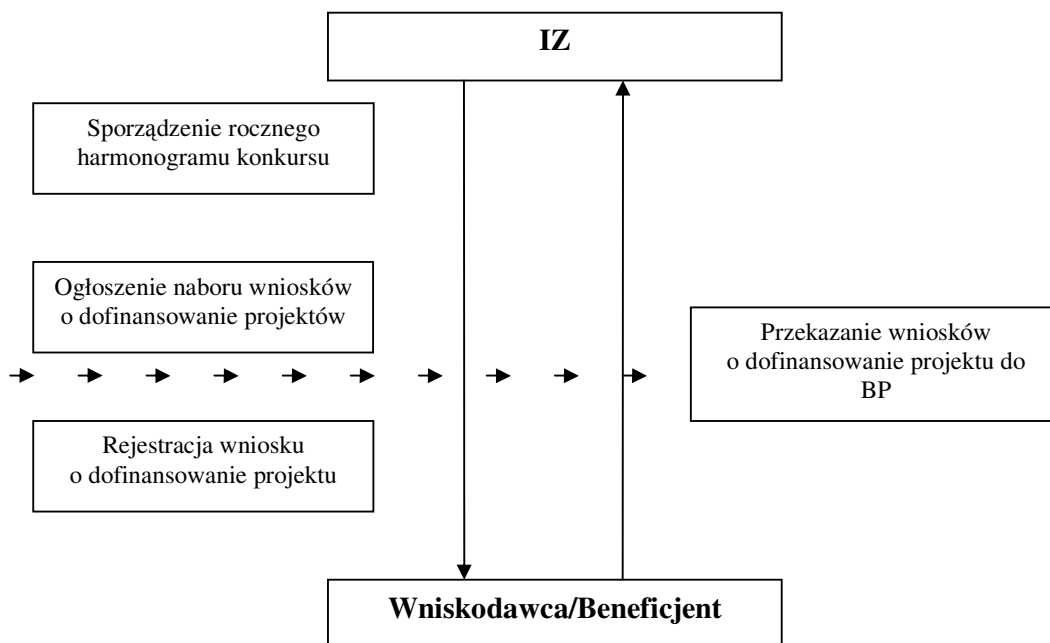 IZ
Sporządzenie rocznego
harmonogramu konkursu
Ogłoszenie naboru wniosków
o dofinansowanie projektów
Przekazanie wniosków
o dofinansowanie projektu do
BP
Rejestracja wniosku
o dofinansowanie projektu
Wniskodawca/Beneficjent